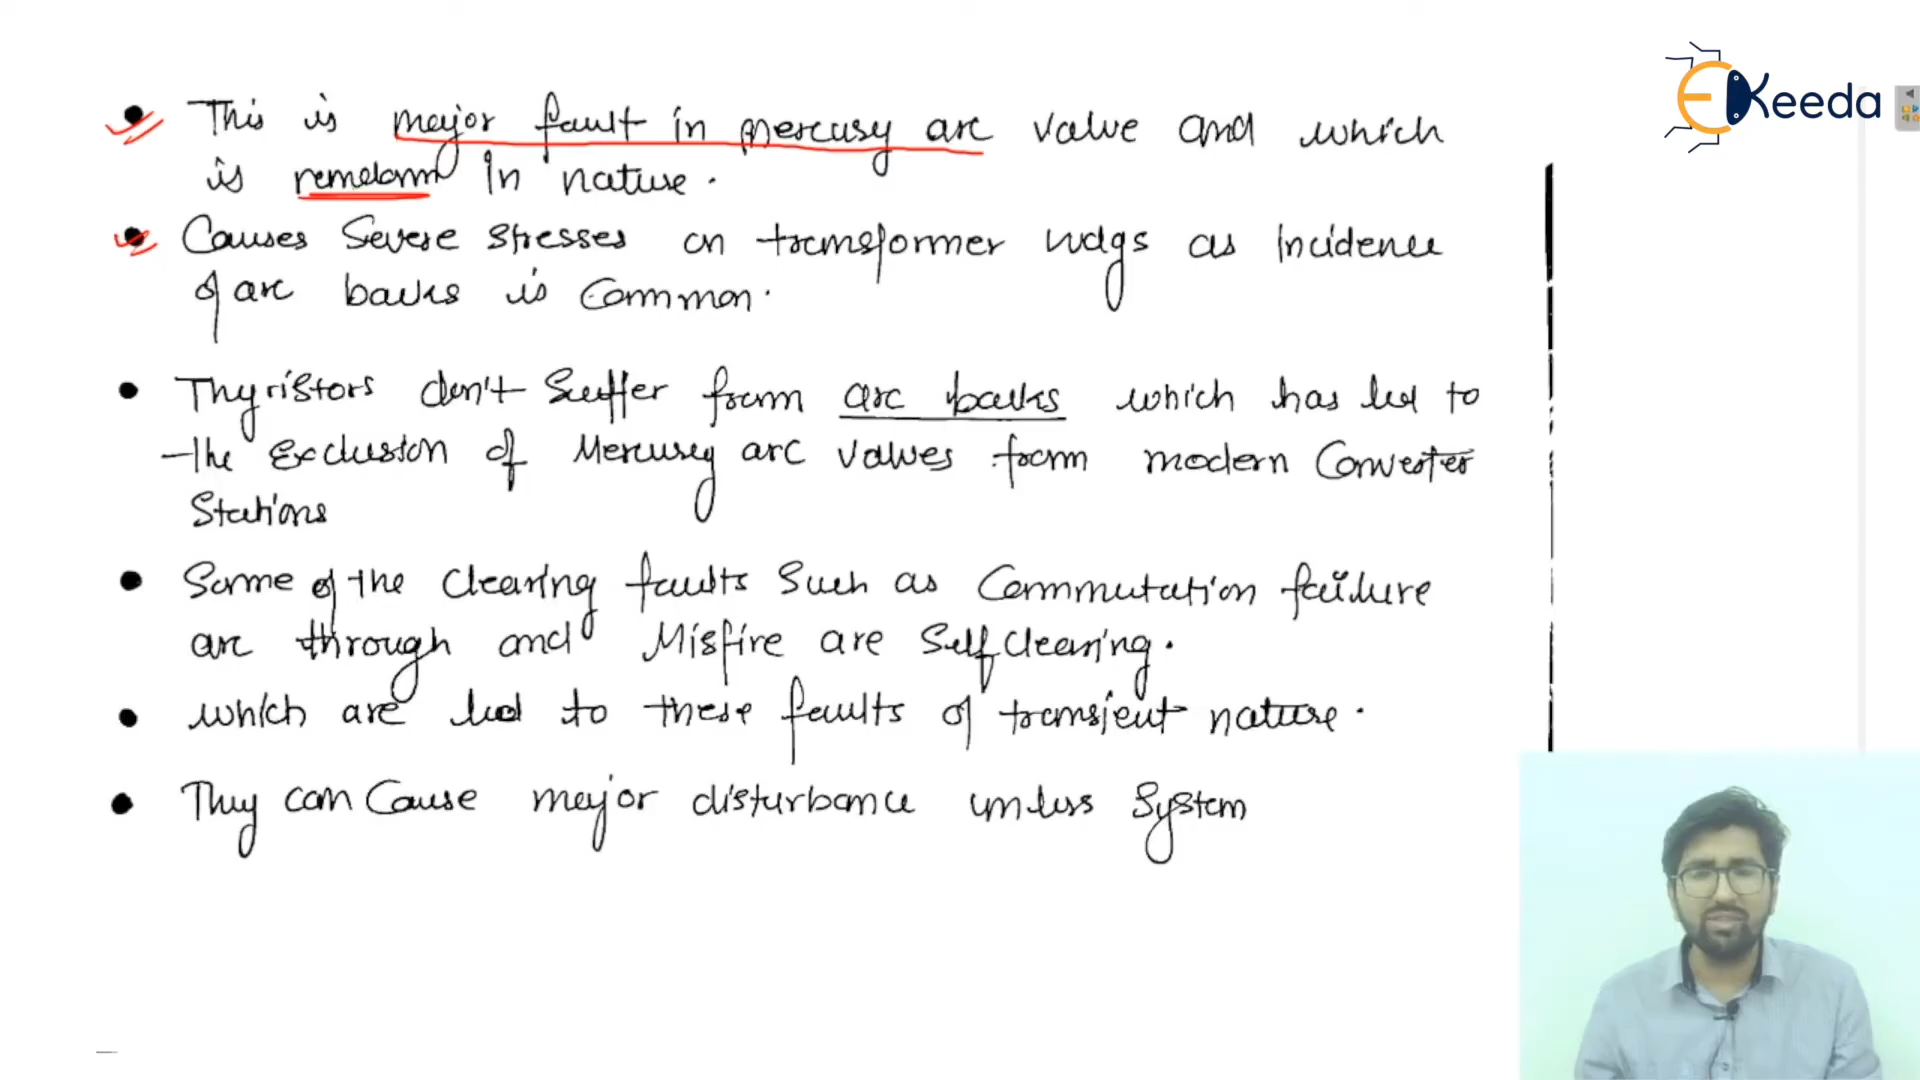 EKeeda
This is major fault in mercury arc valve and which
is remdom in nature.
Causes Severe stresses on transformer wdgs as incidence
of arc backs is Common.
Thyristors don't Suffer from arc backs which has led to
the Exclusion of Mercury arc valves from modern Converter
Stations
Some of the Clearing faults Such as Commutation failure
arc through and Misfire are Self clearing.
which are led to these faults of transient nature.
They can Cause major disturbance unless System